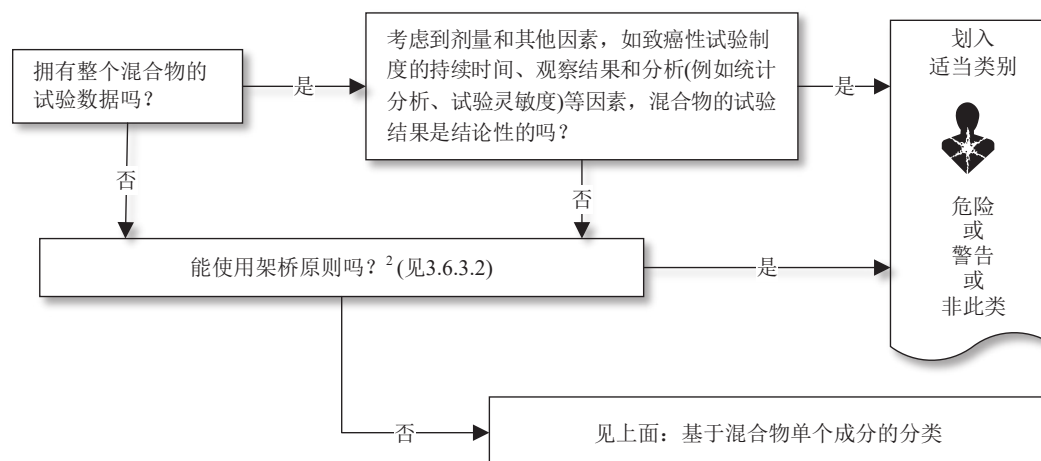 拥有整个混合物的
试验数据吗？
是
考虑到剂量和其他因素，如致癌性试验制
度的持续时间、观察结果和分析(例如统计
分析、试验灵敏度)等因素，混合物的试验
结果是结论性的吗？
是
划入
适当类别
危险
或
警告
或
非此类
否
否
能使用架桥原则吗？² (见3.6.3.2)
是
否
见上面：基于混合物单个成分的分类